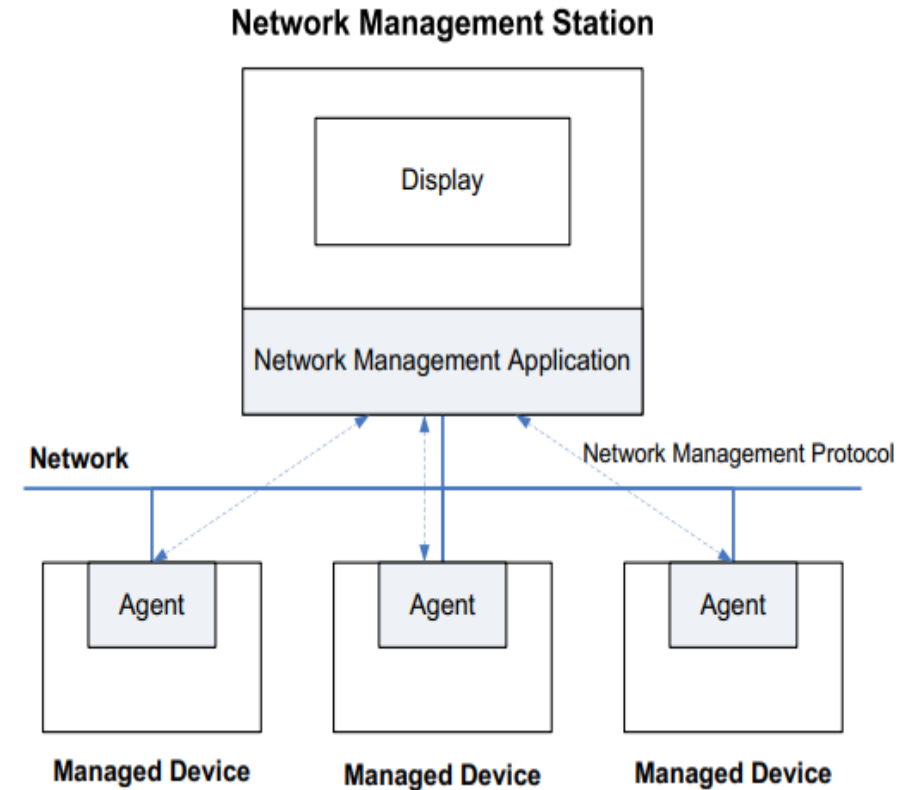 Network Management Station
Display
Network Management Application
Network
Network Management Protocol
Agent
Agent
Agent
Managed Device
Managed Device
Managed Device